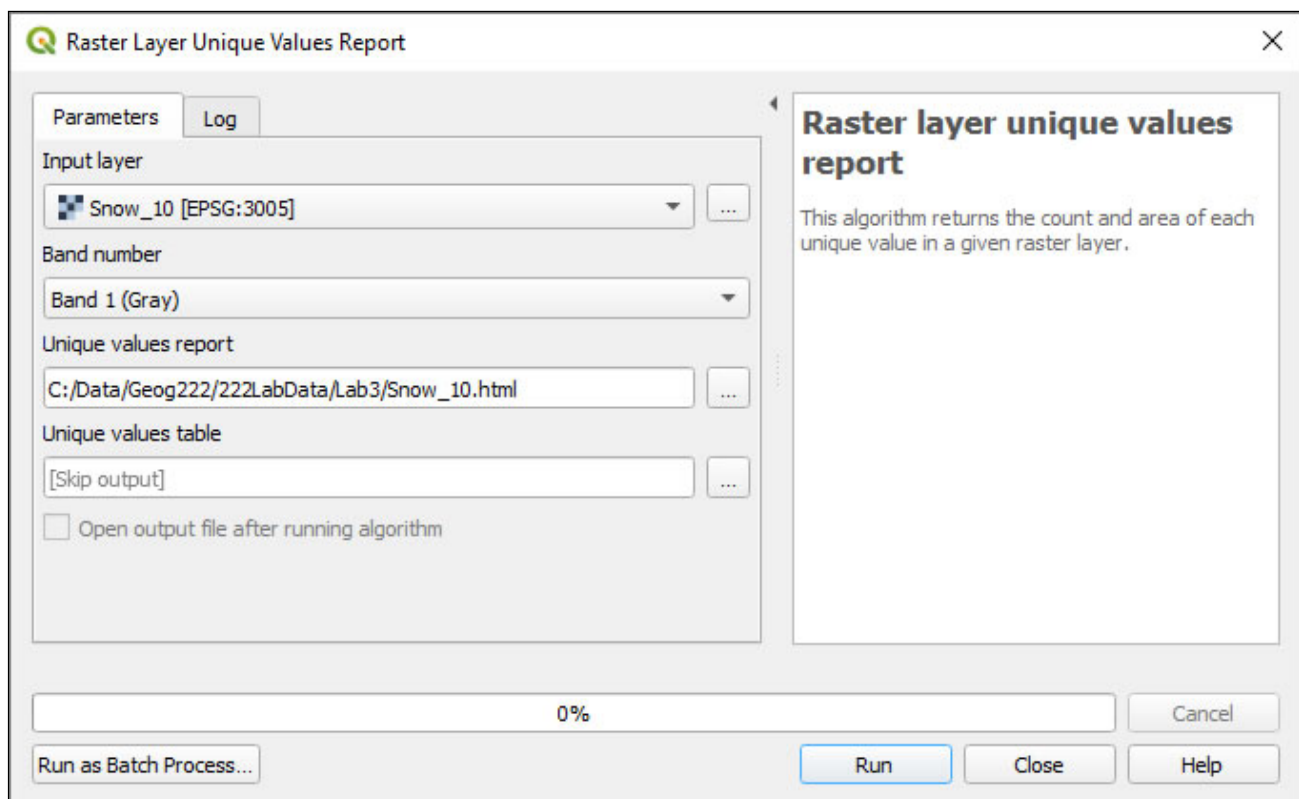 Raster Layer Unique Values Report
Parameters
Log
Input layer
Snow_10 [EPSG:3005]
...
Band number
Band 1 (Gray)
Unique values report
C:/Data/Geog222/222LabData/Lab3/Snow_10.html
...
Unique values table
[Skip output]
...
Open output file after running algorithm
Raster layer unique values
report
This algorithm returns the count and area of each
unique value in a given raster layer.
0%
Cancel
Run as Batch Process...
Run
Close
Help